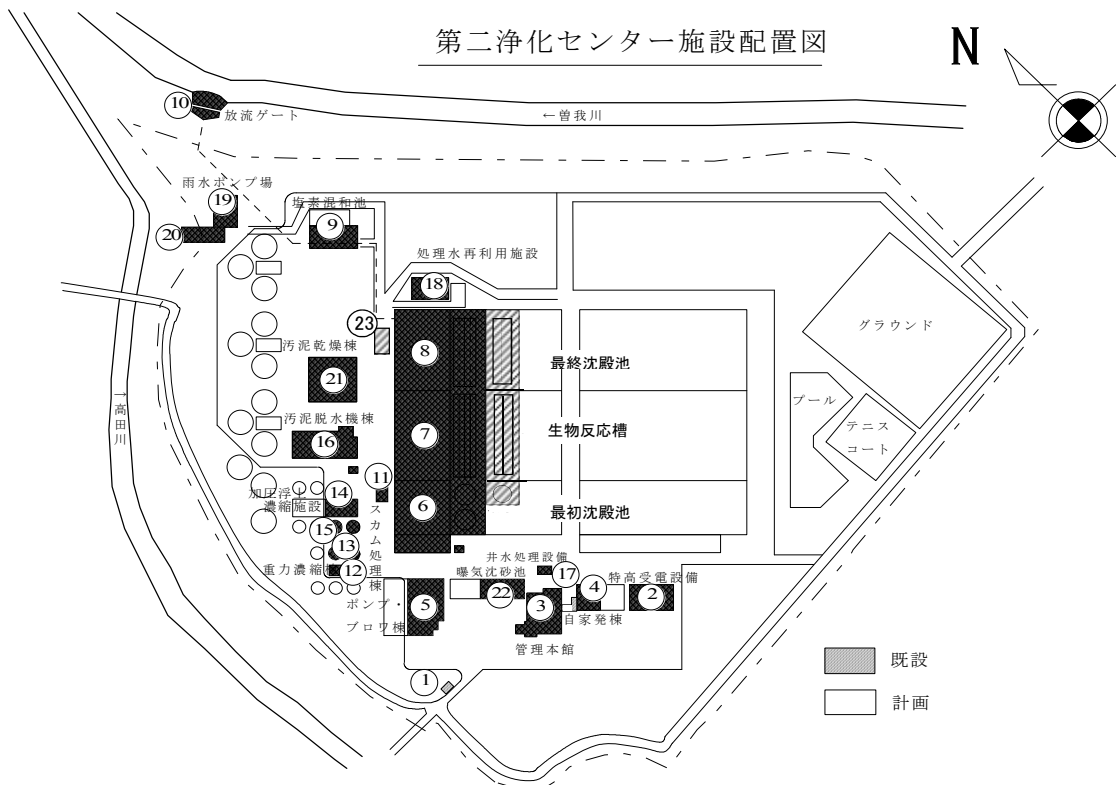 第二浄化センター施設配置図
N
10
放流ゲート
←曽我川
雨水ポンプ場
19
20
塩素混和池
9
処理水再利用施設
18
23
汚泥乾燥棟
21
8
最終沈殿池
グラウンド
プール
テニス
コート
→高田川
汚泥脱水機棟
16
7
生物反応槽
11
加圧浮上
濃縮施設
14
6
最初沈殿池
15
13
スカム処理棟
重力濃縮
12
井水処理設備
曝気沈砂池
17
特高受電設備
ポンプ・
ブロワ棟
5
22
3
4
2
自家発棟
管理本館
1
既設
計画